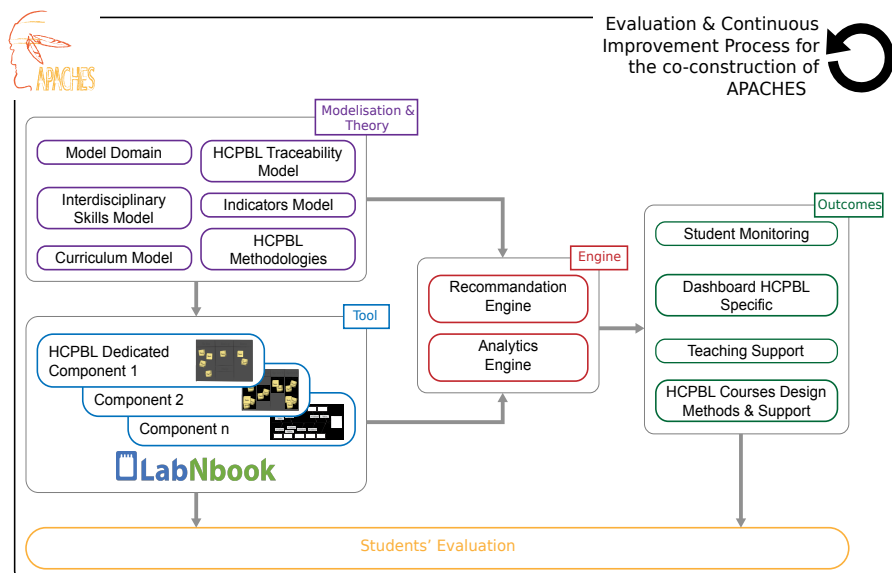 APACHES
Evaluation & Continuous
Improvement Process for
the co-construction of
APACHES
Modelisation &
Theory
Model Domain
HCPBL Traceability
Model
Interdisciplinary
Skills Model
Indicators Model
Curriculum Model
HCPBL
Methodologies
Tool
HCPBL Dedicated
Component 1
Component 2
Component n
LabNbook
Engine
Recommandation
Engine
Analytics
Engine
Outcomes
Student Monitoring
Dashboard HCPBL
Specific
Teaching Support
HCPBL Courses Design
Methods & Support
Students’ Evaluation